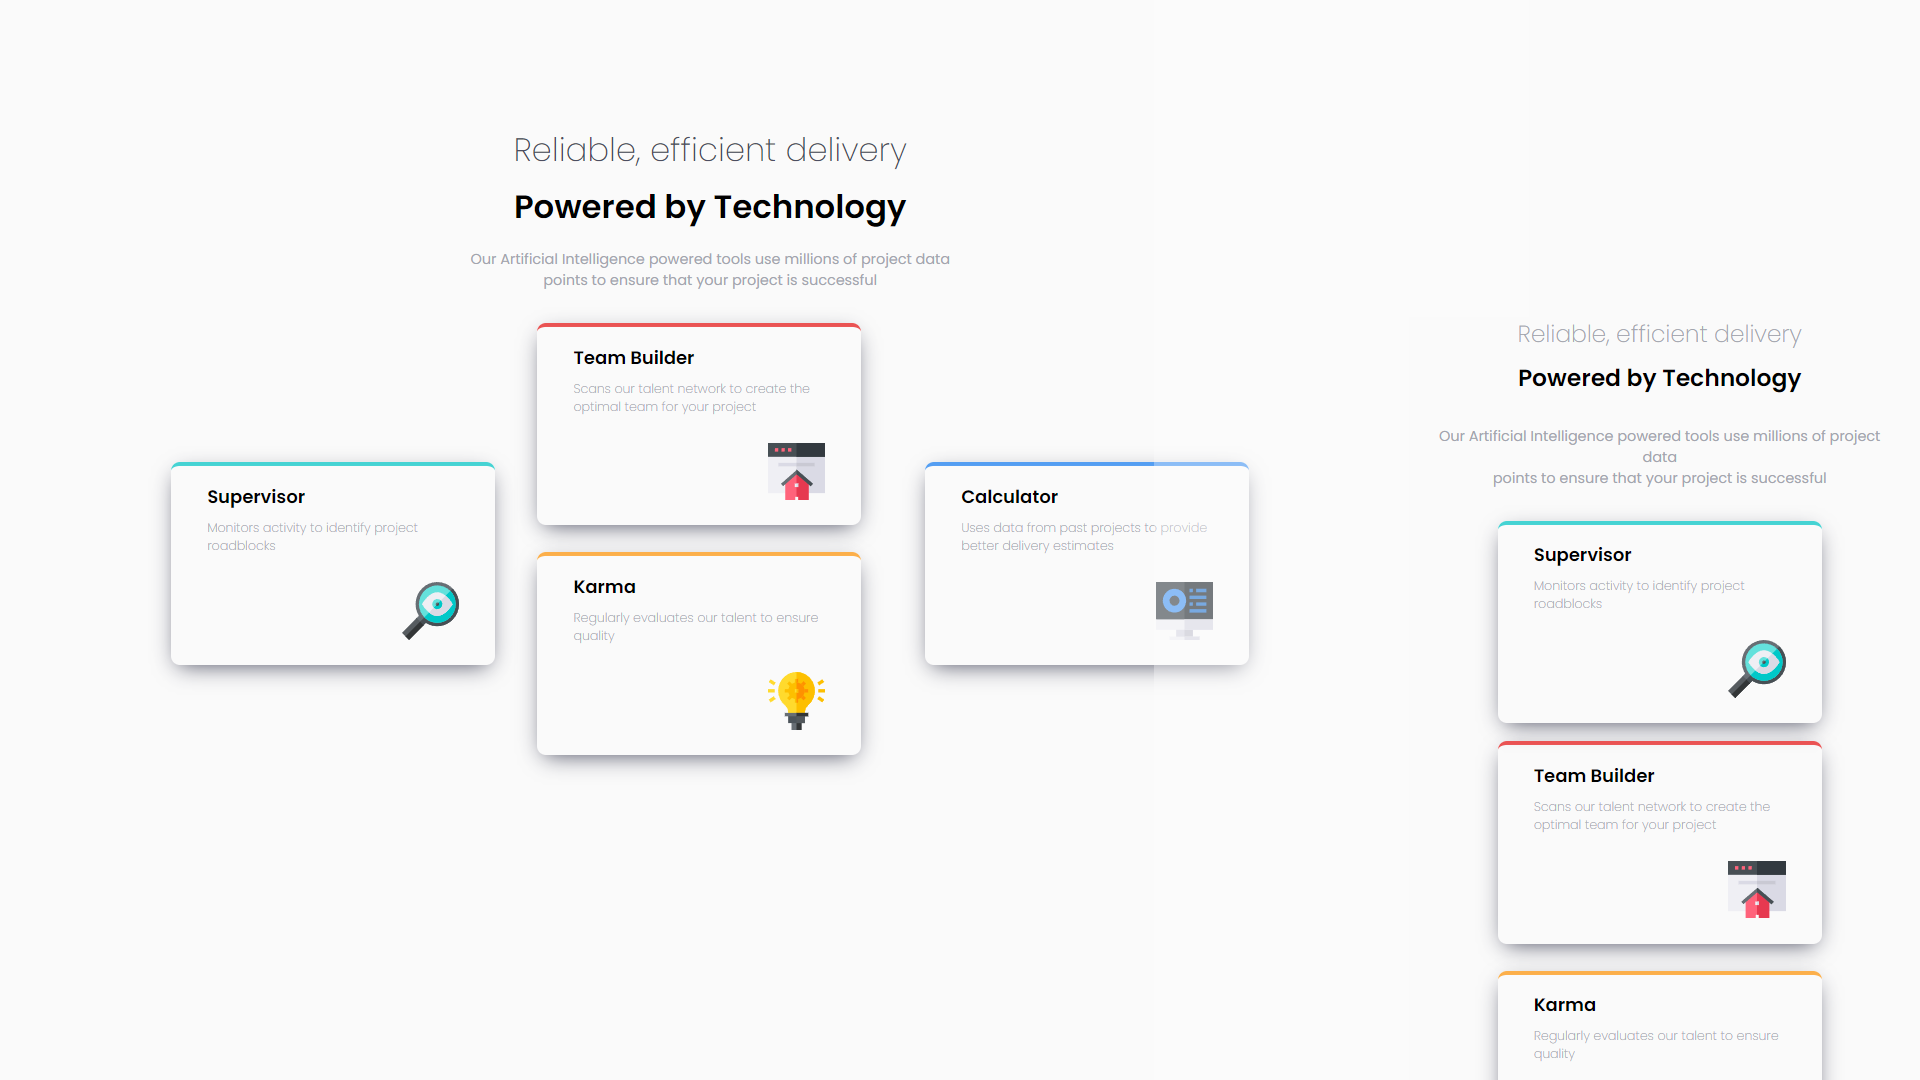 Reliable, efficient delivery
Powered by Technology
Our Artificial Intelligence powered tools use millions of project data
points to ensure that your project is successful
Supervisor
Monitors activity to identify project
roadblocks
Team Builder
Scans our talent network to create the
optimal team for your project
Karma
Regularly evaluates our talent to ensure
quality
Calculator
Uses data from past projects to provide
better delivery estimates
Reliable, efficient delivery
Powered by Technology
Our Artificial Intelligence powered tools use millions of project
data
points to ensure that your project is successful
Supervisor
Monitors activity to identify project
roadblocks
Team Builder
Scans our talent network to create the
optimal team for your project
Karma
Regularly evaluates our talent to ensure
quality